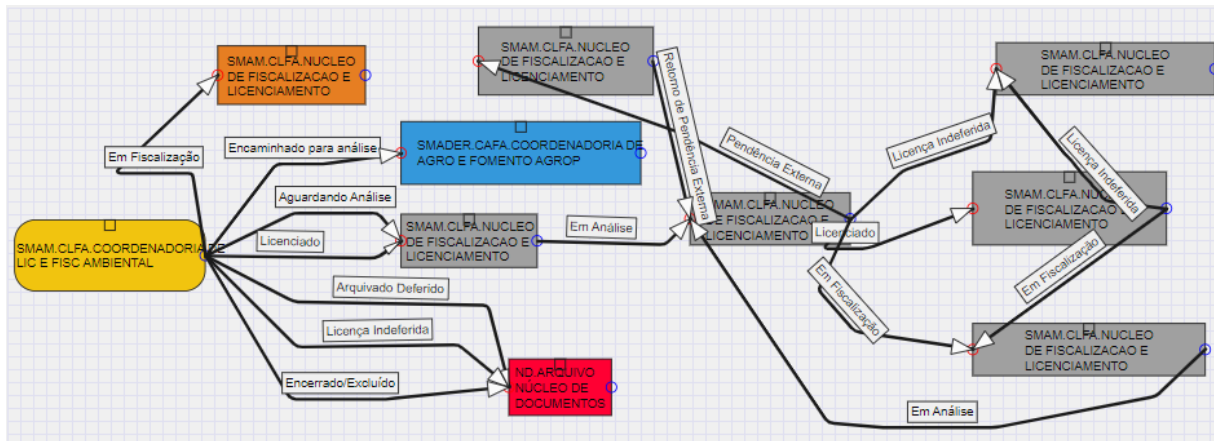 SMAM.CLFA.NUCLEO
DE FISCALIZACAO E
LICENCIAMENTO
SMAM.CLFA.NUCLEO
DE FISCALIZACAO E
LICENCIAMENTO
SMAM.CLFA.NUCLEO
DE FISCALIZACAO E
LICENCIAMENTO
Em Fiscalização
Encaminhado para análise
SMADER.CAFA.COORDENADORIA DE
AGRO E FOMENTO AGROP
Retorno de Pendência Externa
Pendência Externa
Licença Indeferida
Licença Indeferida
Aguardando Análise
Licenciado
SMAM.CLFA.COORDENADORIA DE
LIC E FISC AMBIENTAL
SMAM.CLFA.NUCLEO
DE FISCALIZACAO E
LICENCIAMENTO
Em Análise
SMAM.CLFA.NUCLEO
DE FISCALIZACAO E
LICENCIAMENTO
Licenciado
SMAM.CLFA.NUCLEO
DE FISCALIZACAO E
LICENCIAMENTO
Em Fiscalização
Em Fiscalização
Arquivado Deferido
Licença Indeferida
Encerrado/Excluído
ND.ARQUIVO
NÚCLEO DE
DOCUMENTOS
SMAM.CLFA.NUCLEO
DE FISCALIZACAO E
LICENCIAMENTO
Em Análise